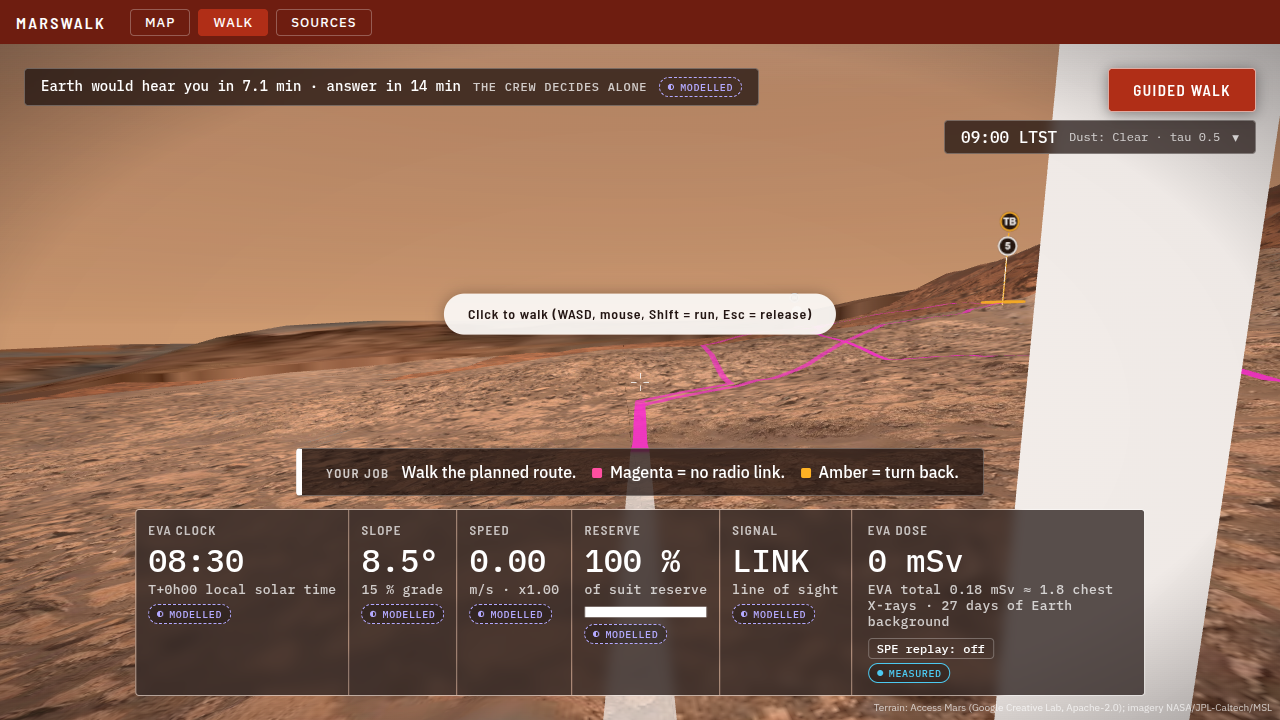 MARSWALK
MAP
WALK
SOURCES
Earth would hear you in 7.1 min · answer in 14 min THE CREW DECIDES ALONE ◐ MODELLED
GUIDED WALK
09:00 LTST Dust: Clear · tau 0.5 ▼
TB
5
Click to walk (WASD, mouse, Shift = run, Esc = release)
YOUR JOB Walk the planned route. Magenta = no radio link. Amber = turn back.
EVA CLOCK
08:30
T+0h00 local solar time
◐ MODELLED
SLOPE
8.5°
15 % grade
◐ MODELLED
SPEED
0.00
m/s · x1.00
◐ MODELLED
RESERVE
100 %
of suit reserve
◐ MODELLED
SIGNAL
LINK
line of sight
◐ MODELLED
EVA DOSE
0 mSv
EVA total 0.18 mSv ≈ 1.8 chest
X-rays · 27 days of Earth
background
SPE replay: off
● MEASURED
Terrain: Access Mars (Google Creative Lab, Apache-2.0); imagery NASA/JPL-Caltech/MSL